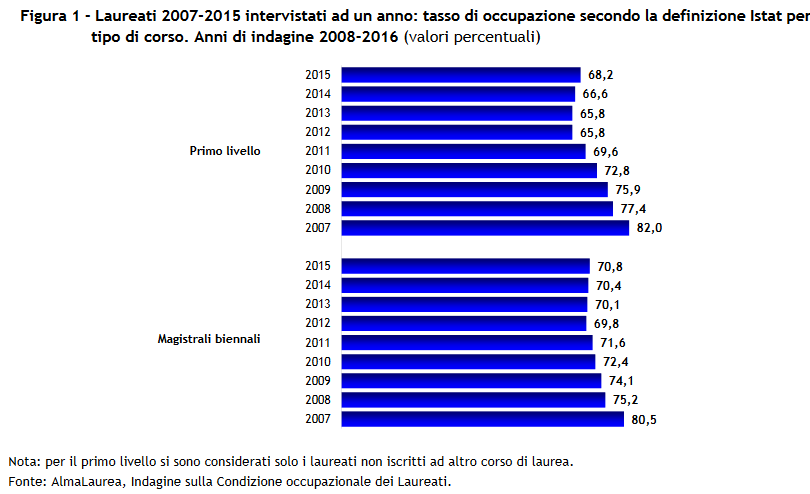 Figura 1 - Laureati 2007-2015 intervistati ad un anno: tasso di occupazione secondo la definizione Istat per
tipo di corso. Anni di indagine 2008-2016 (valori percentuali)
2015 68,2
2014 66,6
2013 65,8
2012 65,8
Primo livello 2011 69,6
2010 72,8
2009 75,9
2008 77,4
2007 82,0
2015 70,8
2014 70,4
2013 70,1
2012 69,8
Magistrali biennali 2011 71,6
2010 72,4
2009 74,1
2008 75,2
2007 80,5
Nota: per il primo livello si sono considerati solo i laureati non iscritti ad altro corso di laurea.
Fonte: AlmaLaurea, Indagine sulla Condizione occupazionale dei Laureati.